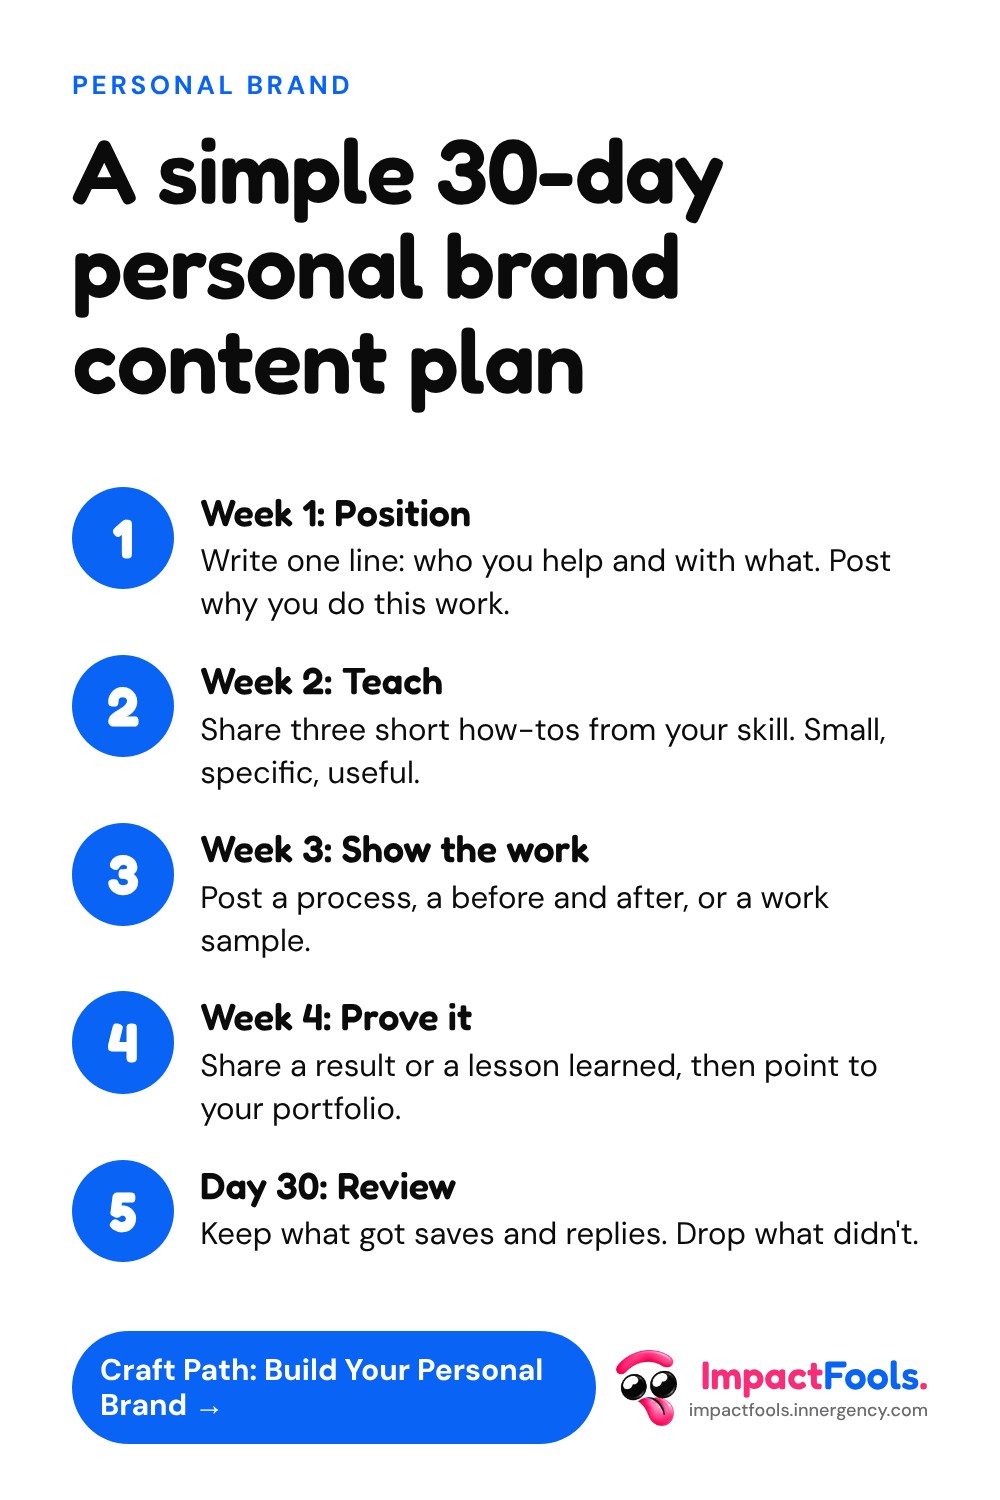 PERSONAL BRAND
A simple 30-day
personal brand
content plan
1
Week 1: Position
Write one line: who you help and with what. Post
why you do this work.
2
Week 2: Teach
Share three short how-tos from your skill. Small,
specific, useful.
3
Week 3: Show the work
Post a process, a before and after, or a work
sample.
4
Week 4: Prove it
Share a result or a lesson learned, then point to
your portfolio.
5
Day 30: Review
Keep what got saves and replies. Drop what didn't.
Craft Path: Build Your Personal
Brand →
ImpactFools.
impactfools.innergency.com